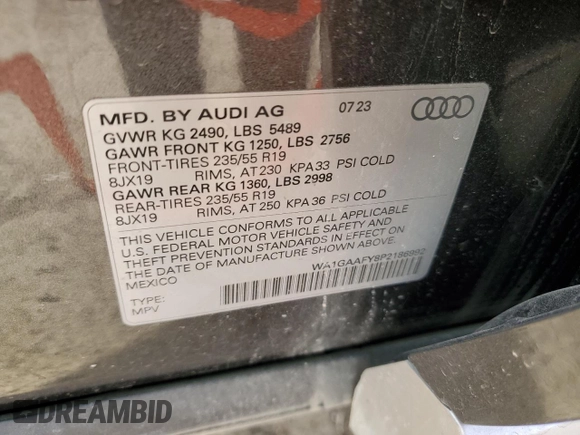 MFD. BY AUDI AG 07 23
GVWR KG 2490, LBS 5489
GAWR FRONT KG 1250, LBS 2756
FRONT-TIRES 235/55 R19
8JX19 RIMS, AT 230 KPA 33 PSI COLD
GAWR REAR KG 1360, LBS 2998
REAR-TIRES 235/55 R19
8JX19 RIMS, AT 250 KPA 36 PSI COLD
THIS VEHICLE CONFORMS TO ALL APPLICABLE
U.S. FEDERAL MOTOR VEHICLE SAFETY AND
THEFT PREVENTION STANDARDS IN EFFECT ON
THE DATE OF MANUFACTURE SHOWN ABOVE.
MEXICO
TYPE:
MPV
DREAMBID